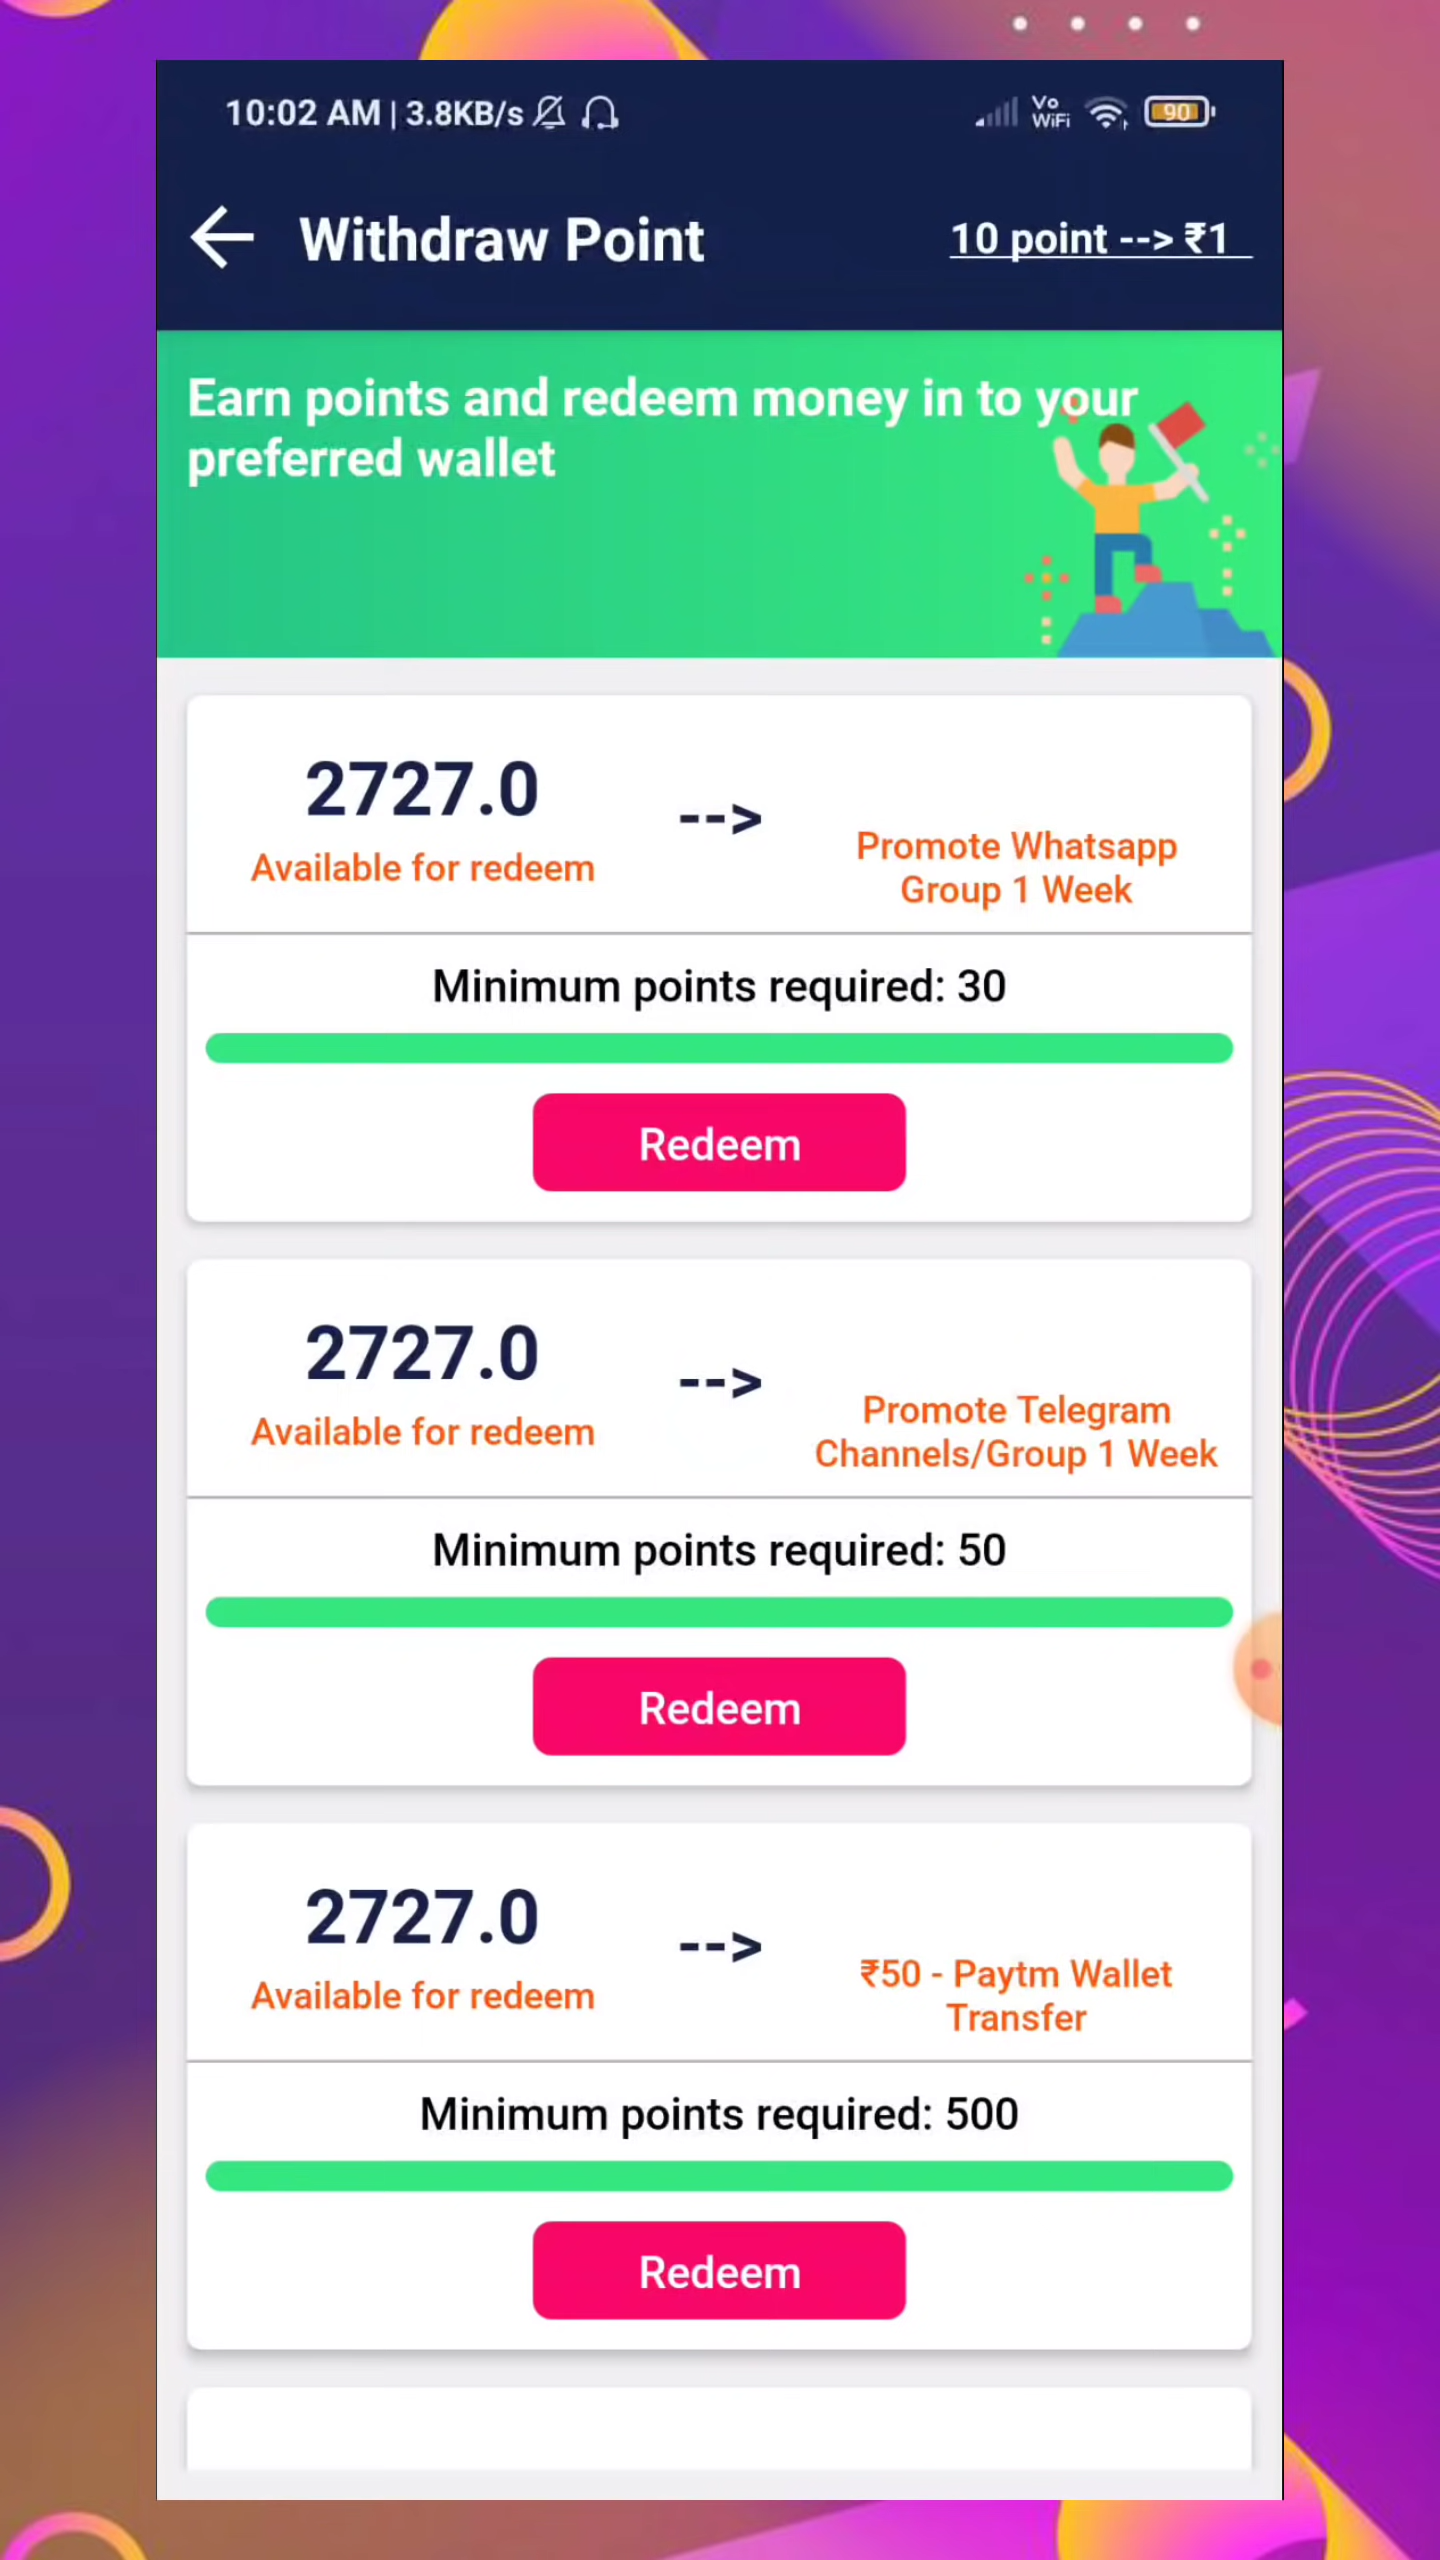 10:02 AM | 3.8KB/s
Vo
WiFi
90
Withdraw Point
10 point --> ₹1
Earn points and redeem money in to your
preferred wallet
2727.0
Available for redeem
-->
Promote Whatsapp
Group 1 Week
Minimum points required: 30
Redeem
2727.0
Available for redeem
-->
Promote Telegram
Channels/Group 1 Week
Minimum points required: 50
Redeem
2727.0
Available for redeem
-->
₹50 - Paytm Wallet
Transfer
Minimum points required: 500
Redeem